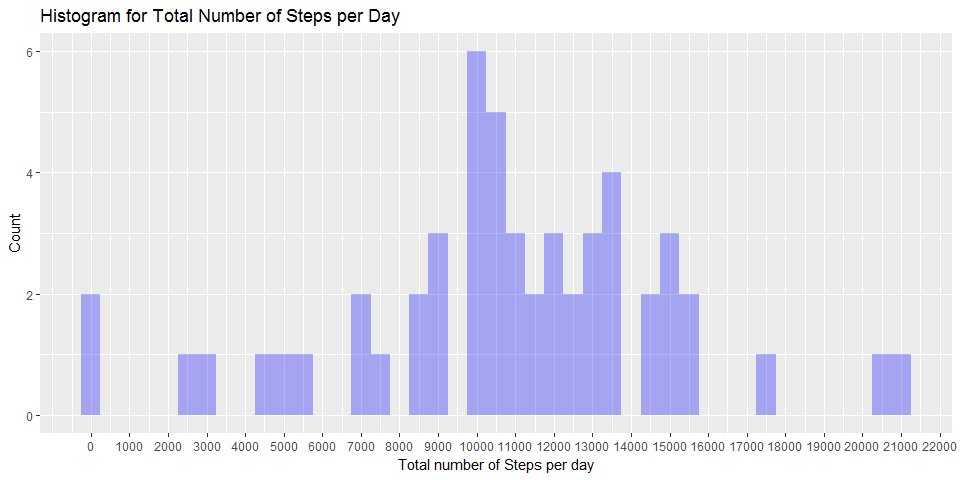 Histogram for Total Number of Steps per Day
6
4
2
0
Count
0 1000 2000 3000 4000 5000 6000 7000 8000 9000 10000 11000 12000 13000 14000 15000 16000 17000 18000 19000 20000 21000 22000
Total number of Steps per day